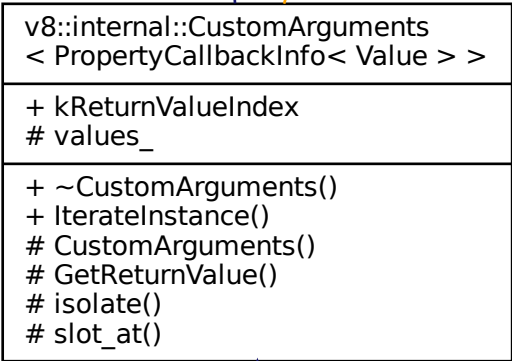 v8::internal::CustomArguments
< PropertyCallbackInfo< Value > >
+ kReturnValueIndex
# values_
+ ~CustomArguments()
+ IterateInstance()
# CustomArguments()
# GetReturnValue()
# isolate()
# slot_at()